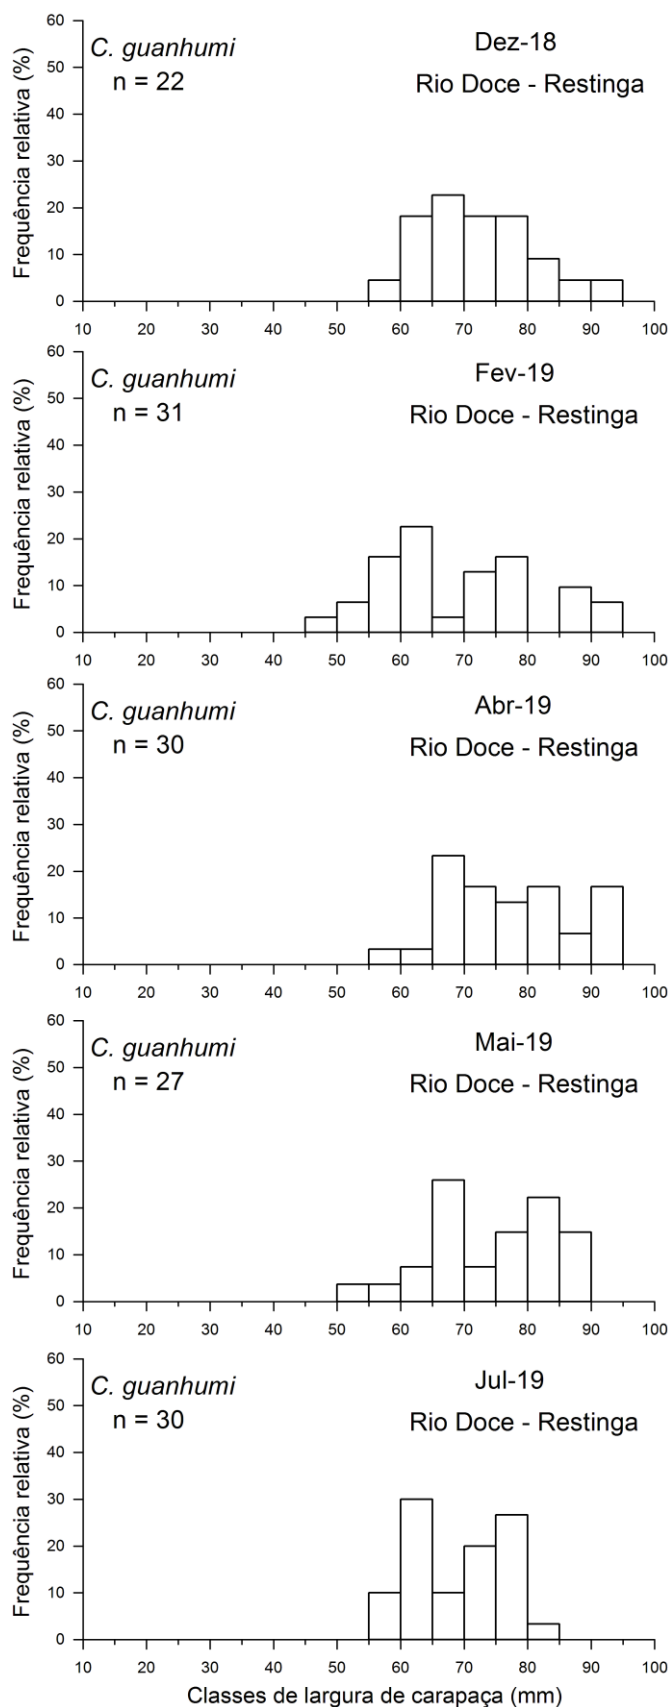 Frequência relativa (%)
60
50
40
30
20
10
0
C. guanhumi
n = 22
Dez-18
Rio Doce - Restinga
10 20 30 40 50 60 70 80 90 100
Frequência relativa (%)
60
50
40
30
20
10
0
C. guanhumi
n = 31
Fev-19
Rio Doce - Restinga
10 20 30 40 50 60 70 80 90 100
Frequência relativa (%)
60
50
40
30
20
10
0
C. guanhumi
n = 30
Abr-19
Rio Doce - Restinga
10 20 30 40 50 60 70 80 90 100
Frequência relativa (%)
60
50
40
30
20
10
0
C. guanhumi
n = 27
Mai-19
Rio Doce - Restinga
10 20 30 40 50 60 70 80 90 100
Frequência relativa (%)
60
50
40
30
20
10
0
C. guanhumi
n = 30
Jul-19
Rio Doce - Restinga
10 20 30 40 50 60 70 80 90 100
Classes de largura de carapaça (mm)